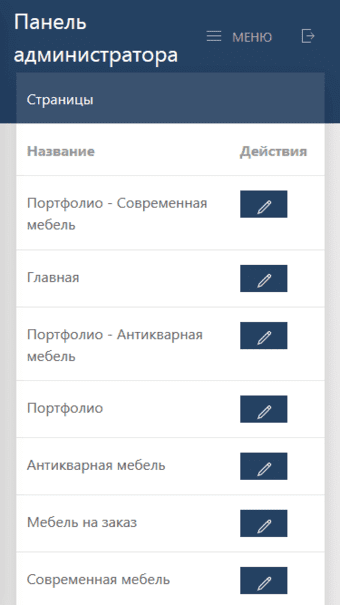 Панель
администратора
МЕНЮ
Страницы
Название Действия
Портфолио - Современная
мебель
Главная
Портфолио - Антикварная
мебель
Портфолио
Антикварная мебель
Мебель на заказ
Современная мебель